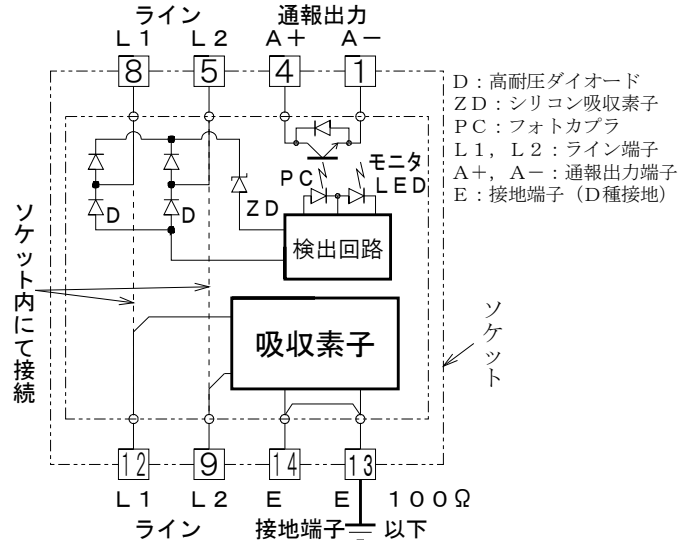 ライン 通報出力
L1 L2 A+ A-
8 5 4 1
D:高耐圧ダイオード
ZD:シリコン吸収素子
PC:フォトカプラ
L1,L2:ライン端子
A+,A-:通報出力端子
E:接地端子(D種接地)
モニタ
PC LED
D D ZD
検出回路
ソケット内にて接続
吸収素子
ソケット
12 9 14 13
L1 L2 E E 100Ω
ライン 接地端子 以下